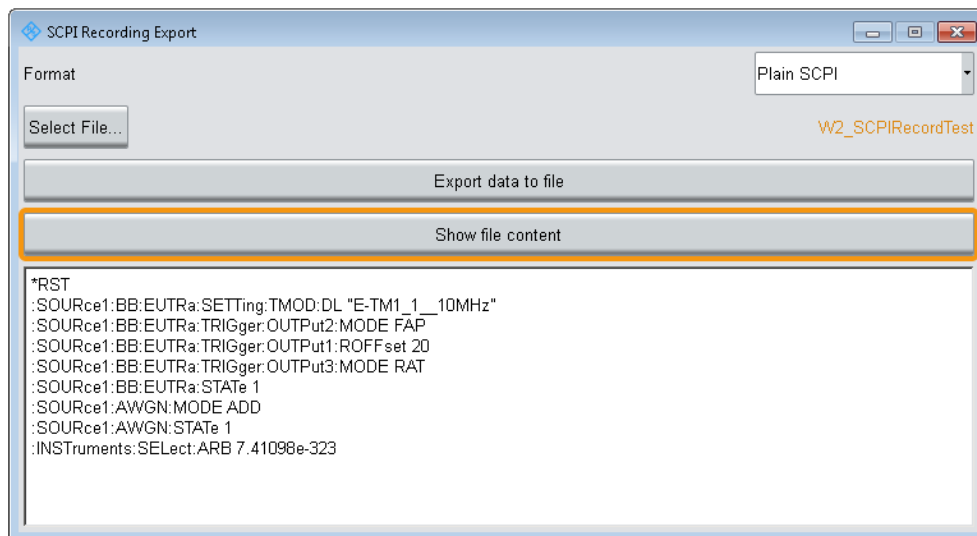 SCPI Recording Export
Format
Plain SCPI
Select File...
W2_SCPIRecordTest
Export data to file
Show file content
*RST
:SOURce1:BB:EUTRa:SETTing:TMOD:DL "E-TM1_1__10MHz"
:SOURce1:BB:EUTRa:TRIGger:OUTPut2:MODE FAP
:SOURce1:BB:EUTRa:TRIGger:OUTPut1:ROFFset 20
:SOURce1:BB:EUTRa:TRIGger:OUTPut3:MODE RAT
:SOURce1:BB:EUTRa:STATe 1
:SOURce1:AWGN:MODE ADD
:SOURce1:AWGN:STATe 1
:INSTruments:SELect:ARB 7.41098e-323